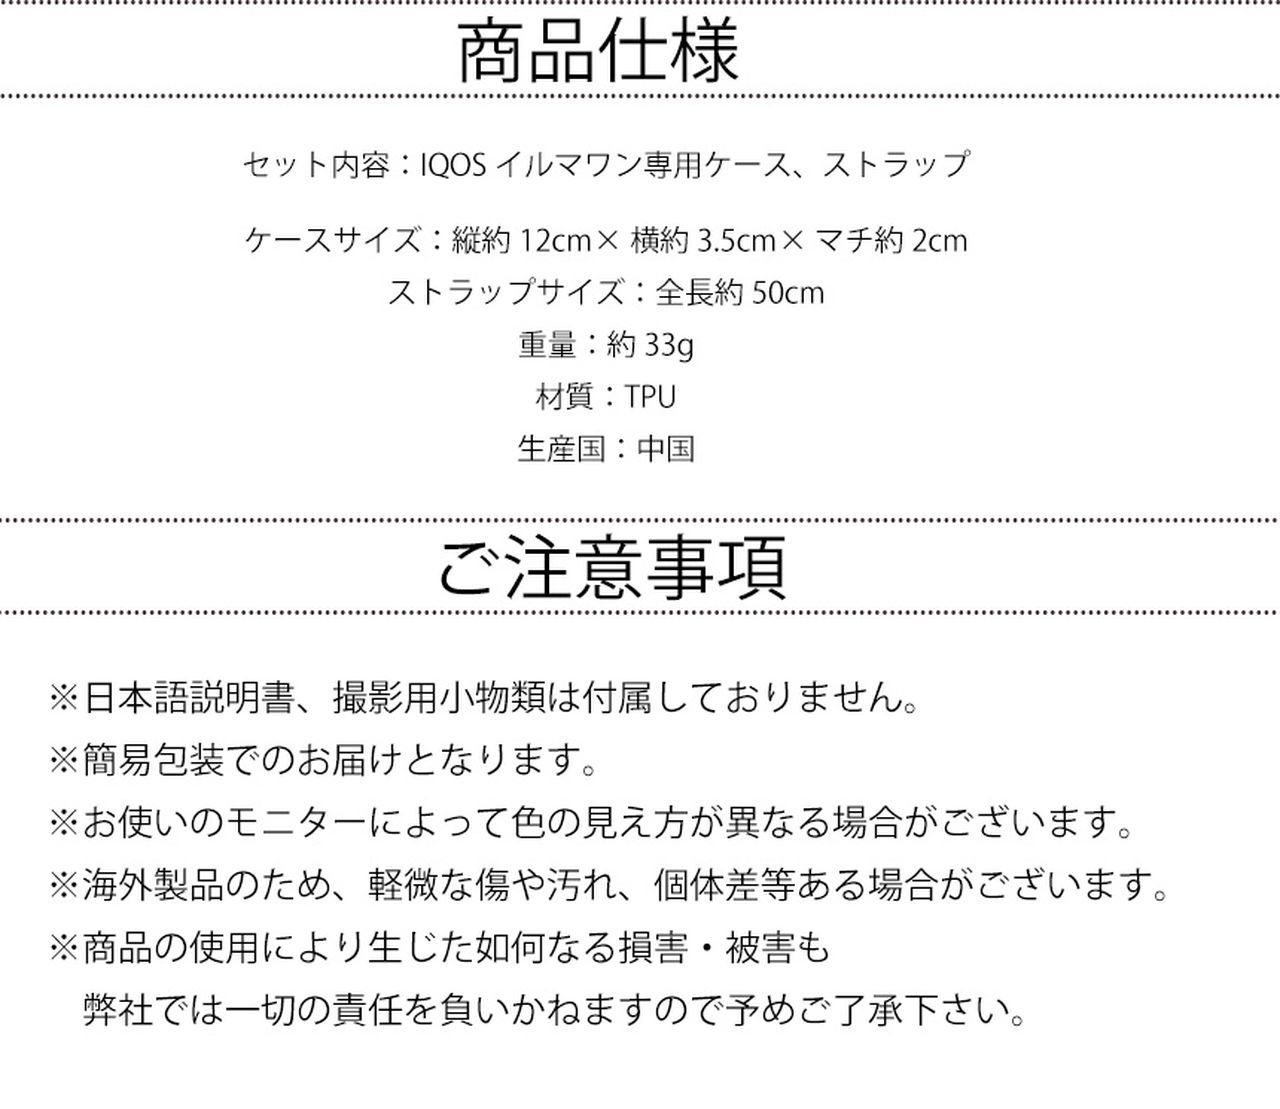 商品仕様
セット内容：IQOS イルマワン専用ケース、ストラップ
ケースサイズ：縦約 12cm× 横約 3.5cm× マチ約 2cm
ストラップサイズ：全長約 50cm
重量：約 33g
材質：TPU
生産国：中国
ご注意事項
※日本語説明書、撮影用小物類は付属しておりません。
※簡易包装でのお届けとなります。
※お使いのモニターによって色の見え方が異なる場合がございます。
※海外製品のため、軽微な傷や汚れ、個体差等ある場合がございます。
※商品の使用により生じた如何なる損害・被害も
弊社では一切の責任を負いかねますので予めご了承下さい。